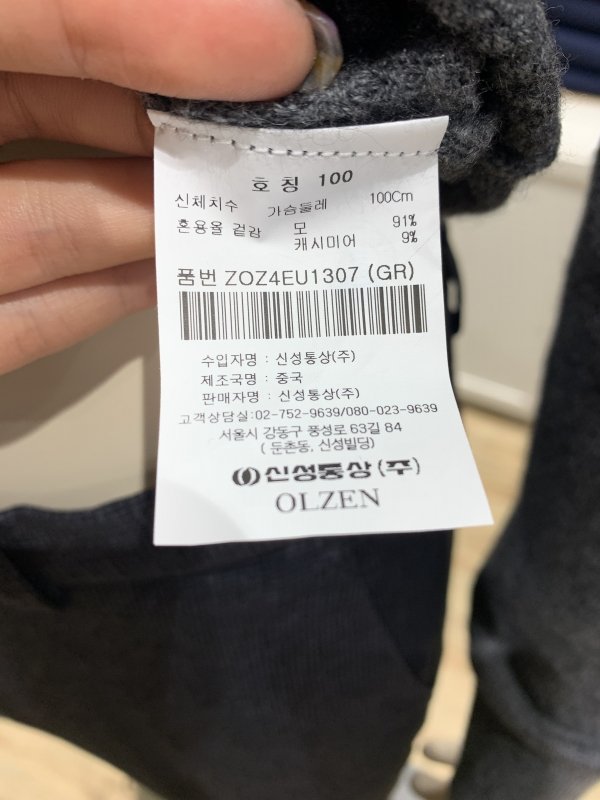 호칭 100
신체치수 가슴둘레 100Cm
혼용율 겉감 모 91%
캐시미어 9%
품번 ZOZ4EU1307 (GR)
수입자명 : 신성통상(주)
제조국명 : 중국
판매자명 : 신성통상(주)
고객상담실:02-752-9639/080-023-9639
서울시 강동구 풍성로 63길 84
( 둔촌동, 신성빌딩)
신성통상(주)
OLZEN